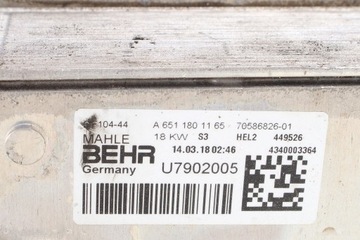 104-44 A 651 180 11 65 70586826-01
MAHLE 18 KW S3 HEL2 449526
BEHR 14.03.18 02:46 4340003364
Germany U7902005